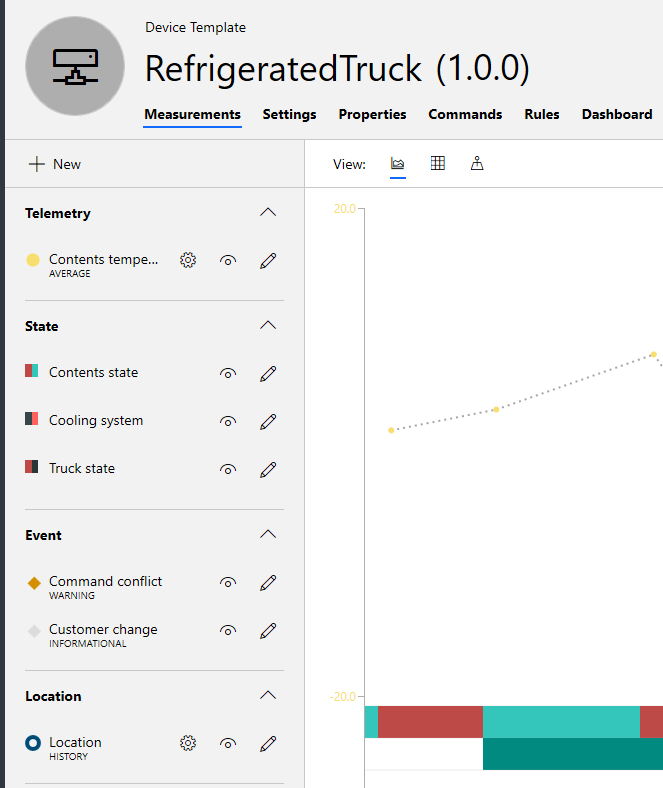 Device Template
RefrigeratedTruck (1.0.0)
Measurements Settings Properties Commands Rules Dashboard
New
View:
Telemetry
Contents tempe...
AVERAGE
State
Contents state
Cooling system
Truck state
Event
Command conflict
WARNING
Customer change
INFORMATIONAL
Location
Location
HISTORY
20.0
-20.0